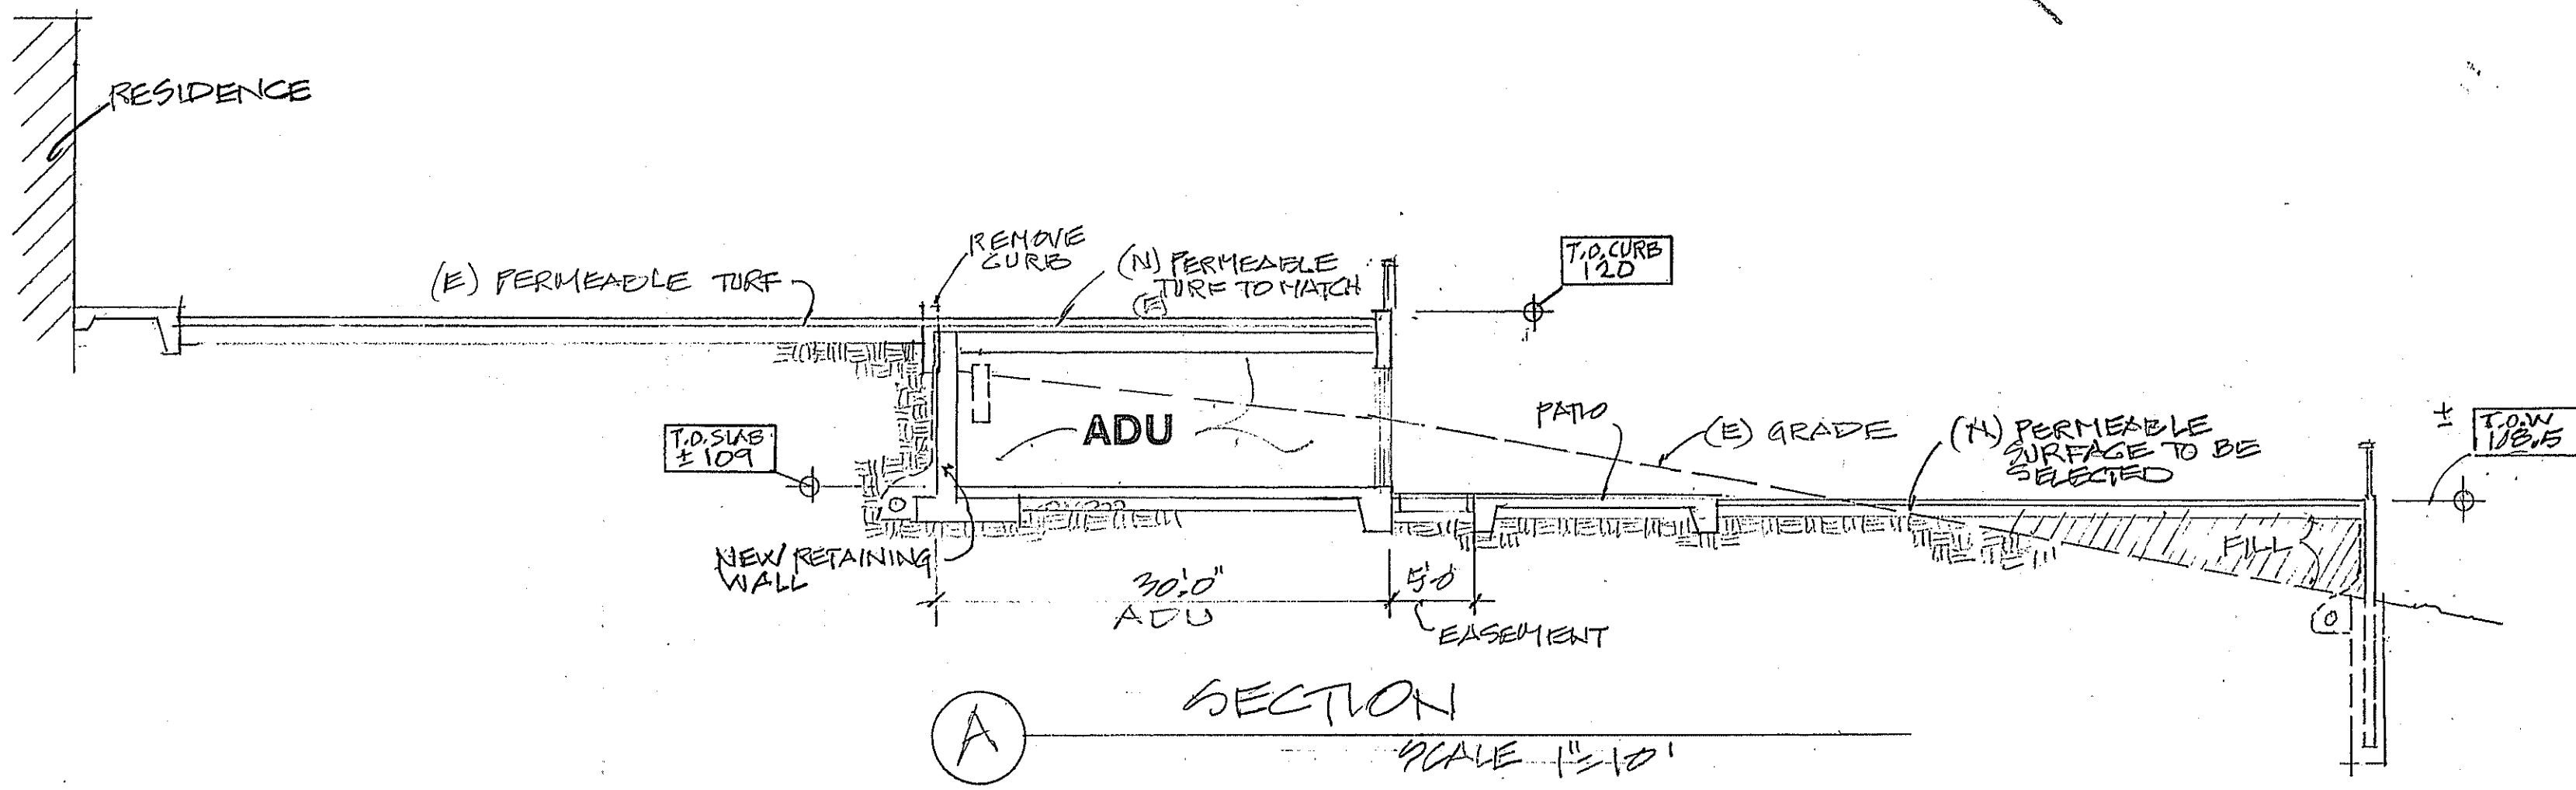 RESIDENCE
(E) PERMEABLE TURF
REMOVE
CURB
(N) PERMEABLE
TURF TO MATCH
(E)
T.O. CURB
120
T.O. SLAB
± 109
ADU
PATIO
(E) GRADE
(N) PERMEABLE
SURFACE TO BE
SELECTED
±
T.O.W
108.5
NEW RETAINING
WALL
FILL
30'-0"
ADU
5'-0
EASEMENT
A
SECTION
SCALE 1"=10'